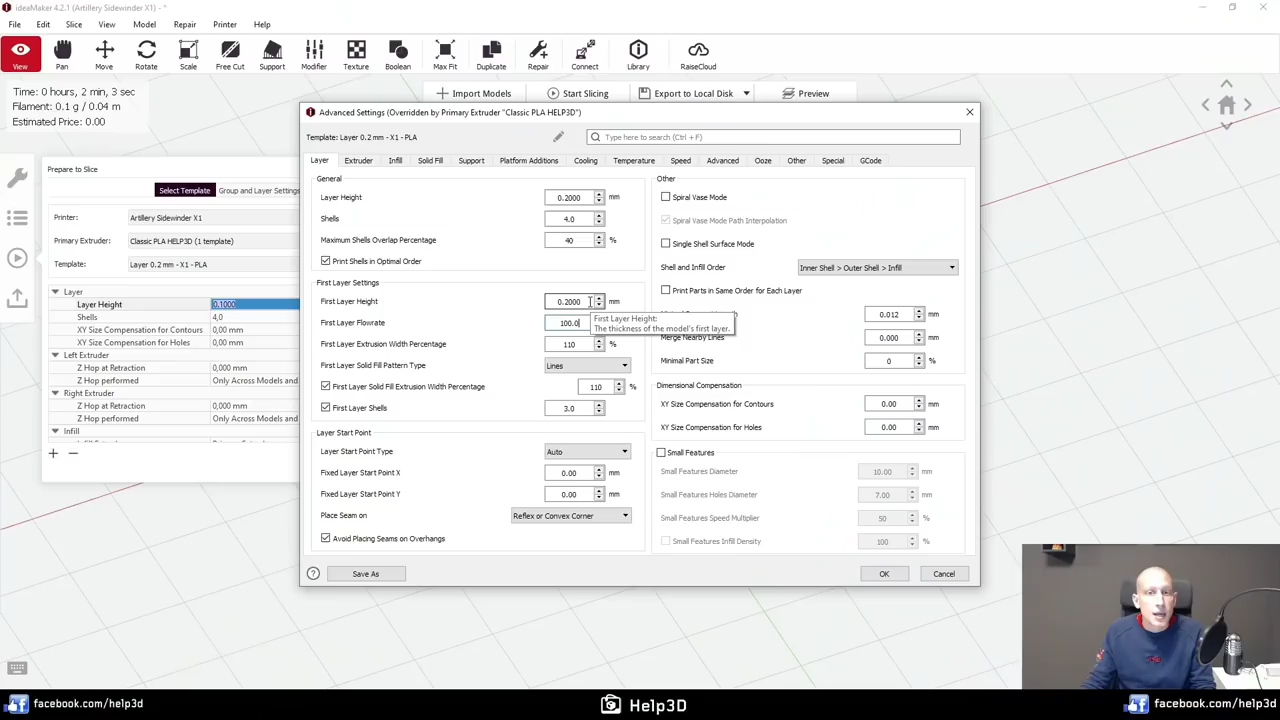 ideaMaker 4.2.1 (Artillery Sidewinder X1) - *
File Edit Slice View Model Repair Printer Help
View Pan Move Rotate Scale Free Cut Support Modifier Texture Boolean Max Fit Duplicate Repair Connect Library RaiseCloud
Time: 0 hours, 2 min, 3 sec
Filament: 0.1 g / 0.04 m
Estimated Price: 0.00
Import Models Start Slicing Export to Local Disk Preview
Prepare to Slice
Select Template Group and Layer Settings
Printer: Artillery Sidewinder X1
Primary Extruder: Classic PLA HELP3D (1 template)
Template: Layer 0.2 mm - X1 - PLA
Layer
Layer Height 0.1000
Shells 4,0
XY Size Compensation for Contours 0,00 mm
XY Size Compensation for Holes 0,00 mm
Left Extruder
Z Hop at Retraction 0,000 mm
Z Hop performed Only Across Models and
Right Extruder
Z Hop at Retraction 0,000 mm
Z Hop performed Only Across Models and
Infill
Advanced Settings (Overridden by Primary Extruder "Classic PLA HELP3D")
Template: Layer 0.2 mm - X1 - PLA
Type here to search (Ctrl + F)
Layer Extruder Infill Solid Fill Support Platform Additions Cooling Temperature Speed Advanced Ooze Other Special GCode
General
Layer Height 0.2000 mm
Shells 4.0
Maximum Shells Overlap Percentage 40 %
Print Shells in Optimal Order
First Layer Settings
First Layer Height 0.2000 mm
First Layer Flowrate 100.0
First Layer Height:
The thickness of the model's first layer.
First Layer Extrusion Width Percentage 110 %
First Layer Solid Fill Pattern Type Lines
First Layer Solid Fill Extrusion Width Percentage 110 %
First Layer Shells 3.0
Layer Start Point
Layer Start Point Type Auto
Fixed Layer Start Point X 0.00 mm
Fixed Layer Start Point Y 0.00 mm
Place Seam on Reflex or Convex Corner
Avoid Placing Seams on Overhangs
Other
Spiral Vase Mode
Spiral Vase Mode Path Interpolation
Single Shell Surface Mode
Shell and Infill Order Inner Shell > Outer Shell > Infill
Print Parts in Same Order for Each Layer
0.012 mm
Merge Nearby Lines 0.000 mm
Minimal Part Size 0 %
Dimensional Compensation
XY Size Compensation for Contours 0.00 mm
XY Size Compensation for Holes 0.00 mm
Small Features
Small Features Diameter 10.00 mm
Small Features Holes Diameter 7.00 mm
Small Features Speed Multiplier 50 %
Small Features Infill Density 100 %
Save As OK Cancel
facebook.com/help3d Help3D facebook.com/help3d